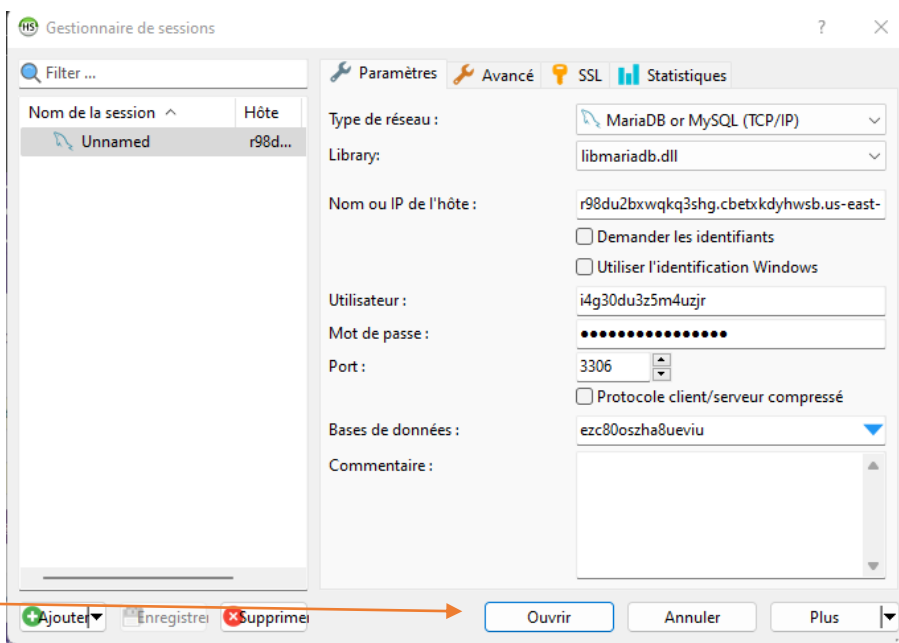 HS Gestionnaire de sessions ?
Filter ...
Nom de la session Hôte
Unnamed r98d...
Paramètres Avancé SSL Statistiques
Type de réseau : MariaDB or MySQL (TCP/IP)
Library: libmariadb.dll
Nom ou IP de l'hôte : r98du2bxwqkq3shg.cbetxkdyhwsb.us-east-
Demander les identifiants
Utiliser l'identification Windows
Utilisateur : i4g30du3z5m4uzjr
Mot de passe : ●●●●●●●●●●●●●●●●
Port : 3306
Protocole client/serveur compressé
Bases de données : ezc80oszha8ueviu
Commentaire :
Ajouter Enregistrer Supprimer Ouvrir Annuler Plus